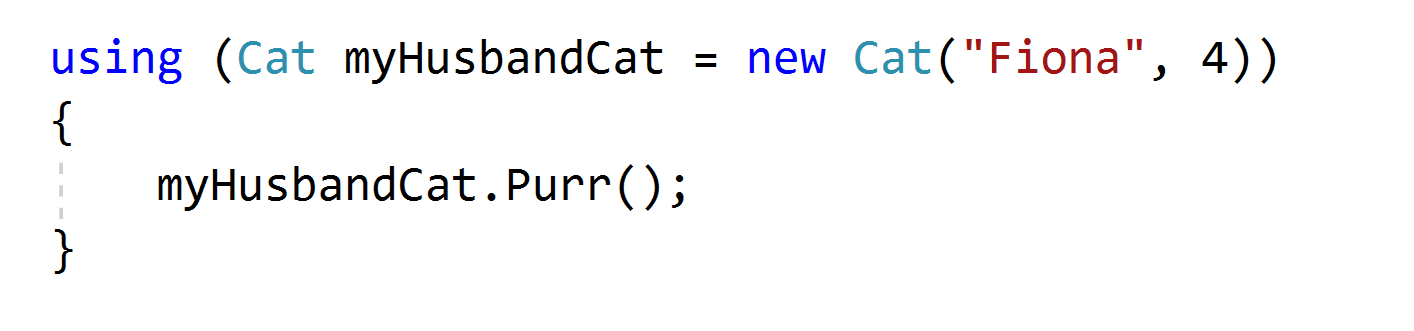 using (Cat myHusbandCat = new Cat("Fiona", 4))
{
    myHusbandCat.Purr();
}